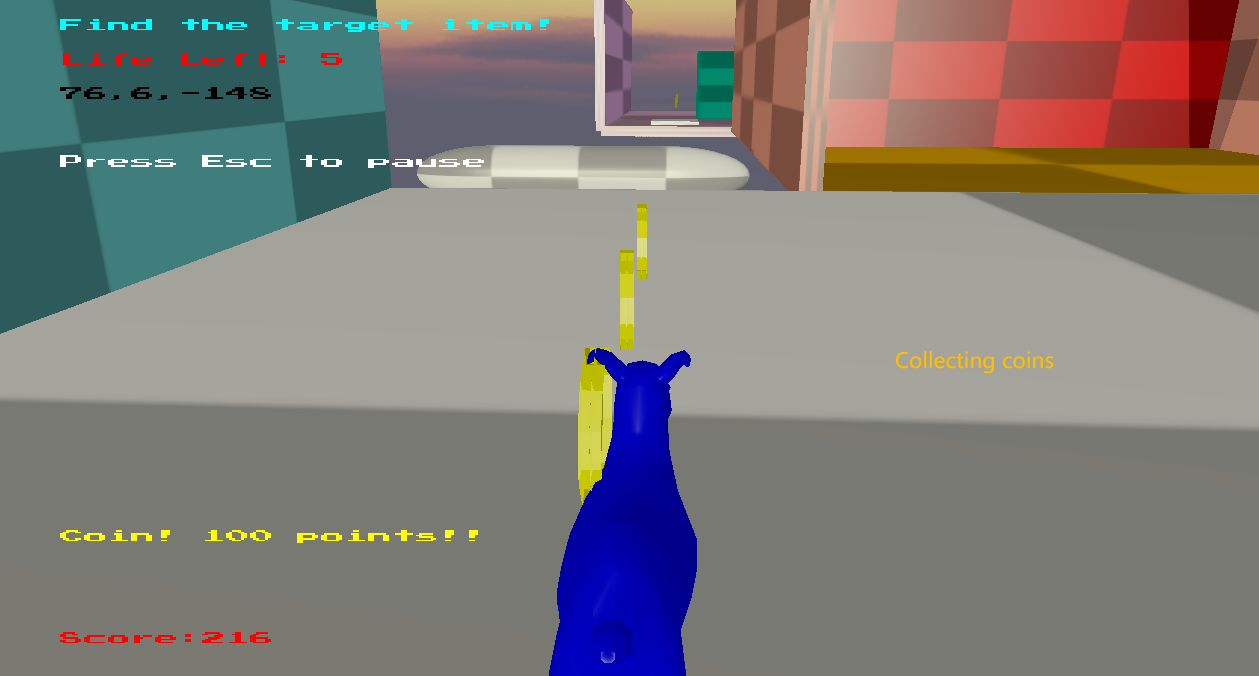 Find the target item!
Life Left: 5
76,6,-148
Press Esc to pause
Collecting coins
Coin! 100 points!!
Score:216